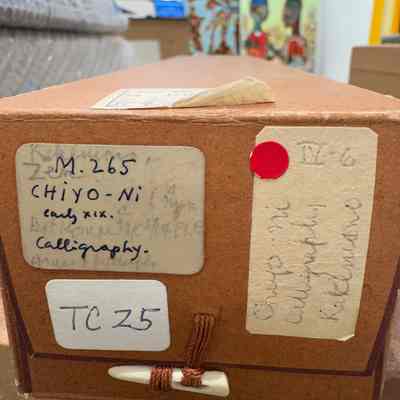 M.265
CHIYO-Ni
early xix.
Calligraphy.
TC 25
IX-6
Chiyo-ni
Calligraphy
Kakemono